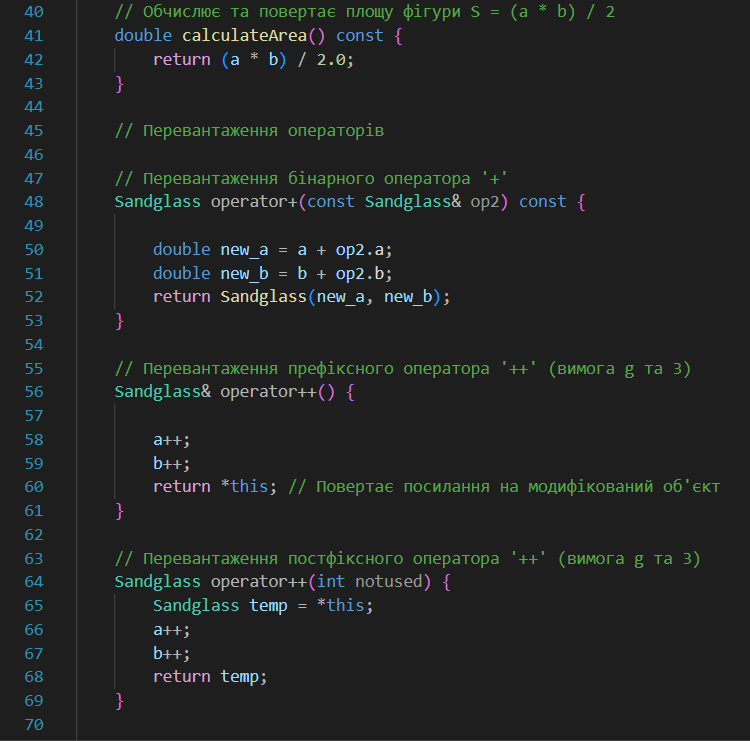 40 // Обчислює та повертає площу фігури S = (a * b) / 2
41 double calculateArea() const {
42 return (a * b) / 2.0;
43 }
44
45 // Перевантаження операторів
46
47 // Перевантаження бінарного оператора '+'
48 Sandglass operator+(const Sandglass& op2) const {
49
50 double new_a = a + op2.a;
51 double new_b = b + op2.b;
52 return Sandglass(new_a, new_b);
53 }
54
55 // Перевантаження префіксного оператора '++' (вимога g та 3)
56 Sandglass& operator++() {
57
58 a++;
59 b++;
60 return *this; // Повертає посилання на модифікований об'єкт
61 }
62
63 // Перевантаження постфіксного оператора '++' (вимога g та 3)
64 Sandglass operator++(int notused) {
65 Sandglass temp = *this;
66 a++;
67 b++;
68 return temp;
69 }
70